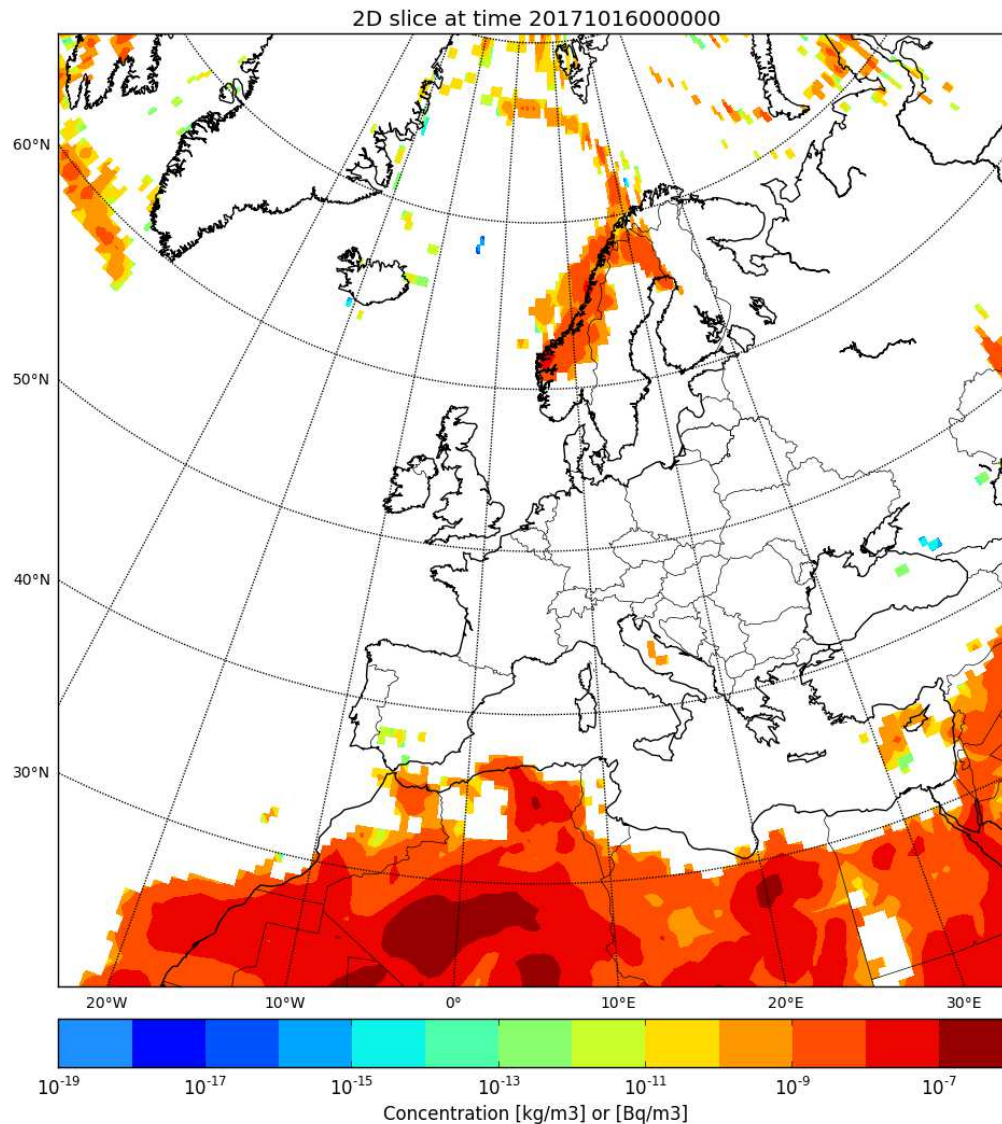 2D slice at time 20171016000000
60°N
50°N
40°N
30°N
20°W 10°W 0° 10°E 20°E 30°E
10⁻¹⁹ 10⁻¹⁷ 10⁻¹⁵ 10⁻¹³ 10⁻¹¹ 10⁻⁹ 10⁻⁷
Concentration [kg/m3] or [Bq/m3]